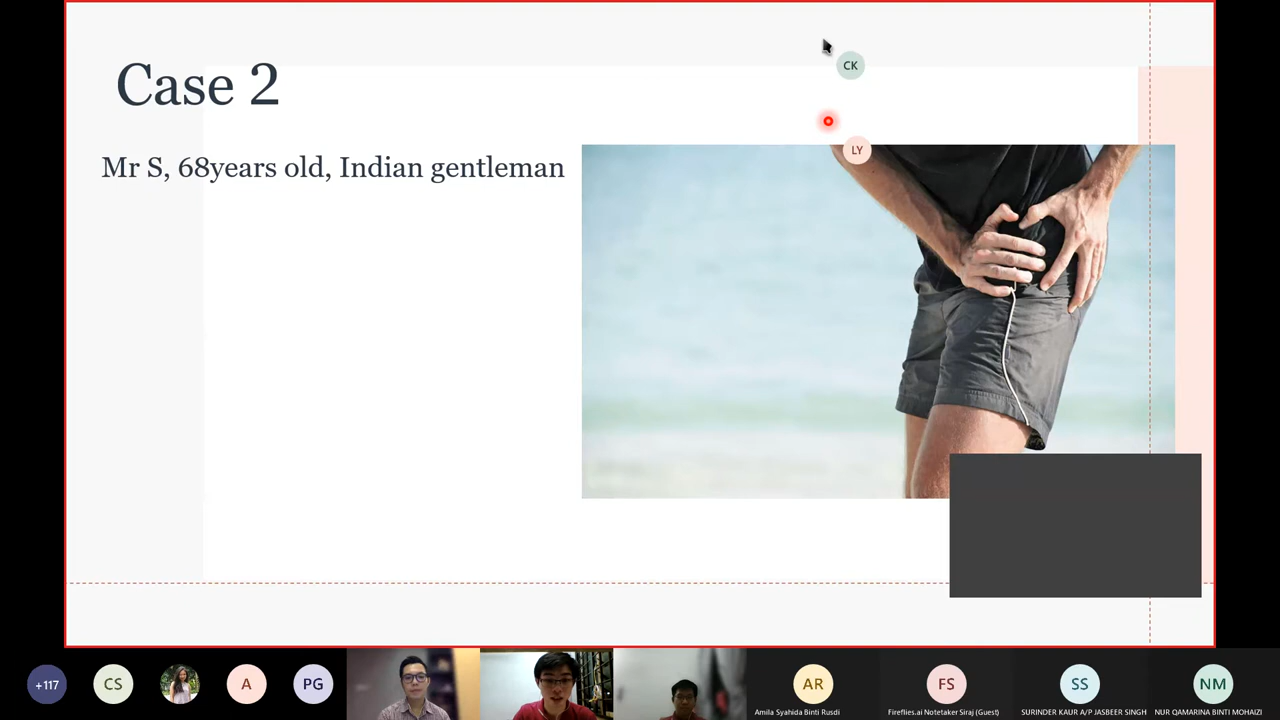 Case 2
CK
LY
Mr S, 68years old, Indian gentleman
+117
CS
A
PG
AR
FS
SS
NM
Amila Syahida Binti Rusdi
Fireflies.ai Notetaker Siraj (Guest)
SURINDER KAUR A/P JASBEER SINGH
NUR QAMARINA BINTI MOHAIZI